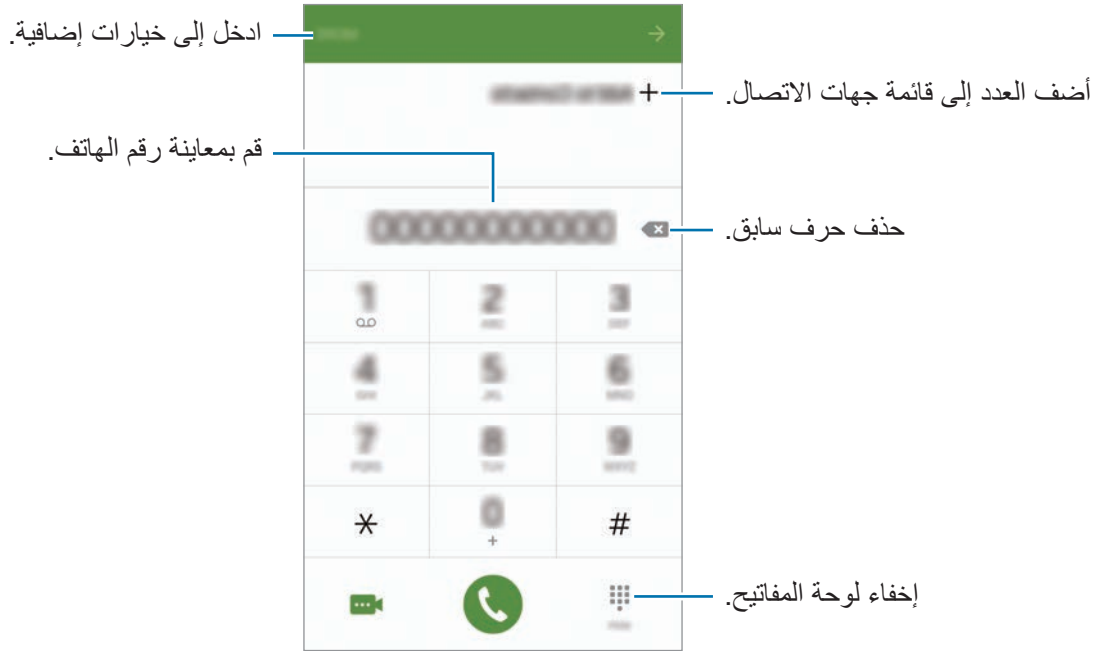 ادخل إلى خيارات إضافية.
أضف العدد إلى قائمة جهات الاتصال.
+
قم بمعاينة رقم الهاتف.
حذف حرف سابق.
00000000000
1 2 3
4 5 6
7 8 9
* 0 #
+
إخفاء لوحة المفاتيح.